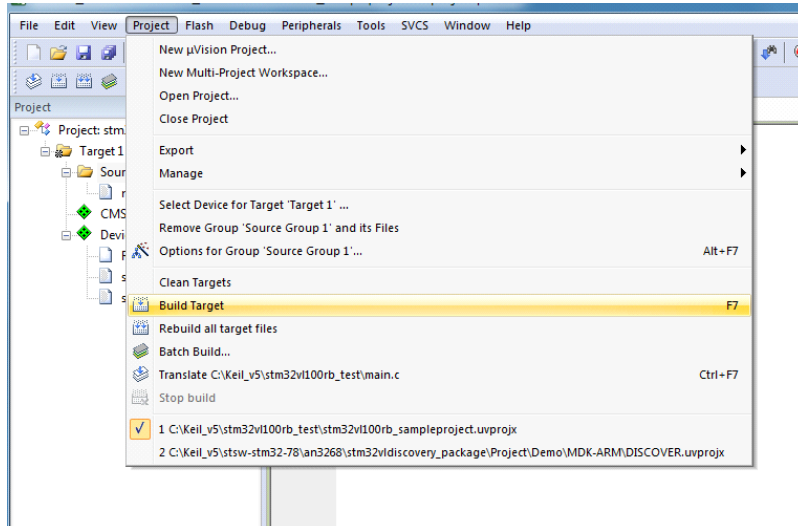 File Edit View Project Flash Debug Peripherals Tools SVCS Window Help
New µVision Project...
New Multi-Project Workspace...
Open Project...
Close Project
Export
Manage
Select Device for Target 'Target 1' ...
Remove Group 'Source Group 1' and its Files
Options for Group 'Source Group 1'... Alt+F7
Clean Targets
Build Target F7
Rebuild all target files
Batch Build...
Translate C:\Keil_v5\stm32vl100rb_test\main.c Ctrl+F7
Stop build
1 C:\Keil_v5\stm32vl100rb_test\stm32vl100rb_sampleproject.uvprojx
2 C:\Keil_v5\stsw-stm32-78\an3268\stm32vldiscovery_package\Project\Demo\MDK-ARM\DISCOVER.uvprojx
Project
Project: stm
Target 1
Sour
CMS
Devi